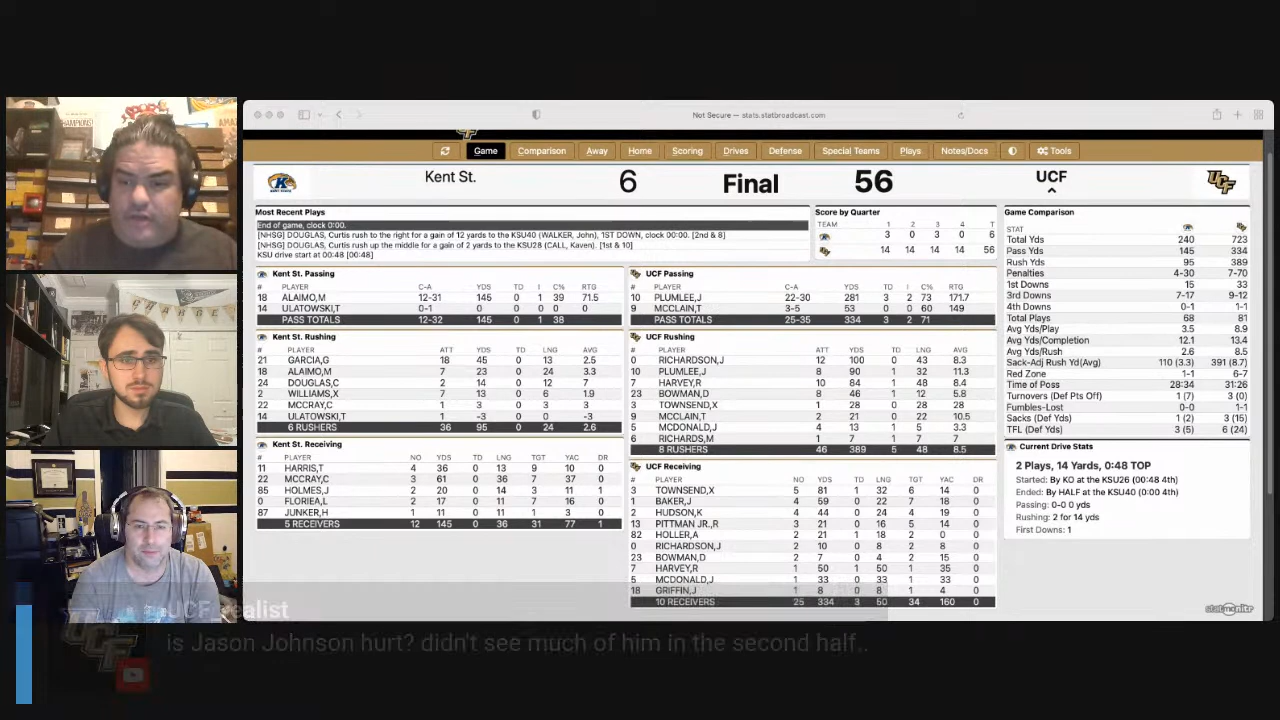 Not Secure — stats.statbroadcast.com
Game Comparison Away Home Scoring Drives Defense Special Teams Plays Notes/Docs Tools
Kent St. 6 Final 56 UCF
Most Recent Plays
End of game, clock 0:00.
[NHSG] DOUGLAS, Curtis rush to the right for a gain of 12 yards to the KSU40 (WALKER, John), 1ST DOWN, clock 00:00. [2nd & 8]
[NHSG] DOUGLAS, Curtis rush up the middle for a gain of 2 yards to the KSU28 (CALL, Kaven). [1st & 10]
KSU drive start at 00:48 [00:48]
Score by Quarter
TEAM 1 2 3 4 T
3 0 3 0 6
14 14 14 14 56
Kent St. Passing
# PLAYER C-A YDS TD I C% RTG
18 ALAIMO,M 12-31 145 0 1 39 71.5
14 ULATOWSKI,T 0-1 0 0 0 0 0
PASS TOTALS 12-32 145 0 1 38
Kent St. Rushing
# PLAYER ATT YDS TD LNG AVG
21 GARCIA,G 18 45 0 13 2.5
18 ALAIMO,M 7 23 0 24 3.3
24 DOUGLAS,C 2 14 0 12 7
2 WILLIAMS,X 7 13 0 6 1.9
22 MCCRAY,C 1 3 0 3 3
14 ULATOWSKI,T 1 -3 0 0 -3
6 RUSHERS 36 95 0 24 2.6
Kent St. Receiving
# PLAYER NO YDS TD LNG TGT YAC DR
11 HARRIS,T 4 36 0 13 9 10 0
22 MCCRAY,C 3 61 0 36 7 37 0
85 HOLMES,J 2 20 0 14 3 11 1
0 FLORIEA,L 2 17 0 11 7 16 0
87 JUNKER,H 1 11 0 11 1 3 0
5 RECEIVERS 12 145 0 36 31 77 1
UCF Passing
# PLAYER C-A YDS TD I C% RTG
10 PLUMLEE,J 22-30 281 3 2 73 171.7
9 MCCLAIN,T 3-5 53 0 0 60 149
PASS TOTALS 25-35 334 3 2 71
UCF Rushing
# PLAYER ATT YDS TD LNG AVG
0 RICHARDSON,J 12 100 0 43 8.3
10 PLUMLEE,J 8 90 1 32 11.3
7 HARVEY,R 10 84 1 48 8.4
23 BOWMAN,D 8 46 1 12 5.8
3 TOWNSEND,X 1 28 0 28 28
9 MCCLAIN,T 2 21 0 22 10.5
5 MCDONALD,J 4 13 1 5 3.3
6 RICHARDS,M 1 7 1 7 7
8 RUSHERS 46 389 5 48 8.5
UCF Receiving
# PLAYER NO YDS TD LNG TGT YAC DR
3 TOWNSEND,X 5 81 1 32 6 14 0
1 BAKER,J 4 59 0 22 7 18 0
2 HUDSON,K 4 44 0 24 4 19 0
13 PITTMAN JR.,R 3 21 0 16 5 14 0
82 HOLLER,A 2 21 1 18 2 0 0
0 RICHARDSON,J 2 10 0 8 2 8 0
23 BOWMAN,D 2 7 0 4 2 15 0
7 HARVEY,R 1 50 1 50 1 35 0
5 MCDONALD,J 1 33 0 33 1 33 0
18 GRIFFIN,J 1 8 0 8 1 4 0
10 RECEIVERS 25 334 3 50 34 160 0
Game Comparison
STAT
Total Yds 240 723
Pass Yds 145 334
Rush Yds 95 389
Penalties 4-30 7-70
1st Downs 15 33
3rd Downs 7-17 9-12
4th Downs 0-1 1-1
Total Plays 68 81
Avg Yds/Play 3.5 8.9
Avg Yds/Completion 12.1 13.4
Avg Yds/Rush 2.6 8.5
Sack-Adj Rush Yd(Avg) 110 (3.3) 391 (8.7)
Red Zone 1-1 6-7
Time of Poss 28:34 31:26
Turnovers (Def Pts Off) 1 (7) 3 (0)
Fumbles-Lost 0-0 1-1
Sacks (Def Yds) 1 (2) 3 (15)
TFL (Def Yds) 3 (5) 6 (24)
Current Drive Stats
2 Plays, 14 Yards, 0:48 TOP
Started: By KO at the KSU26 (00:48 4th)
Ended: By HALF at the KSU40 (0:00 4th)
Passing: 0-0 0 yds
Rushing: 2 for 14 yds
First Downs: 1
is Jason Johnson hurt? didn't see much of him in the second half..